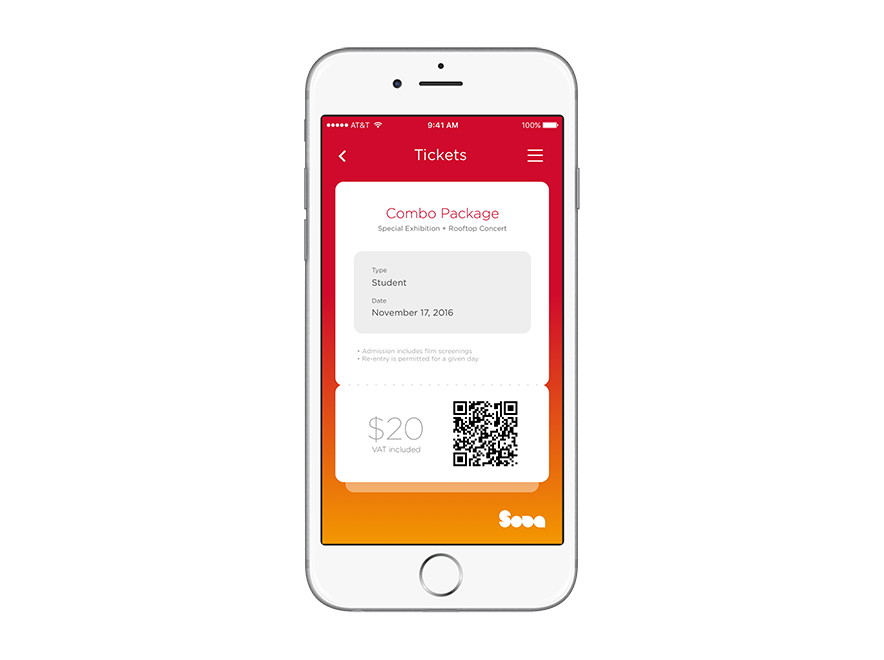 AT&T 9:41 AM 100%
Tickets
Combo Package
Special Exhibition + Rooftop Concert
Type
Student
Date
November 17, 2016
• Admission includes film screenings
• Re-entry is permitted for a given day
$20
VAT included
Soda